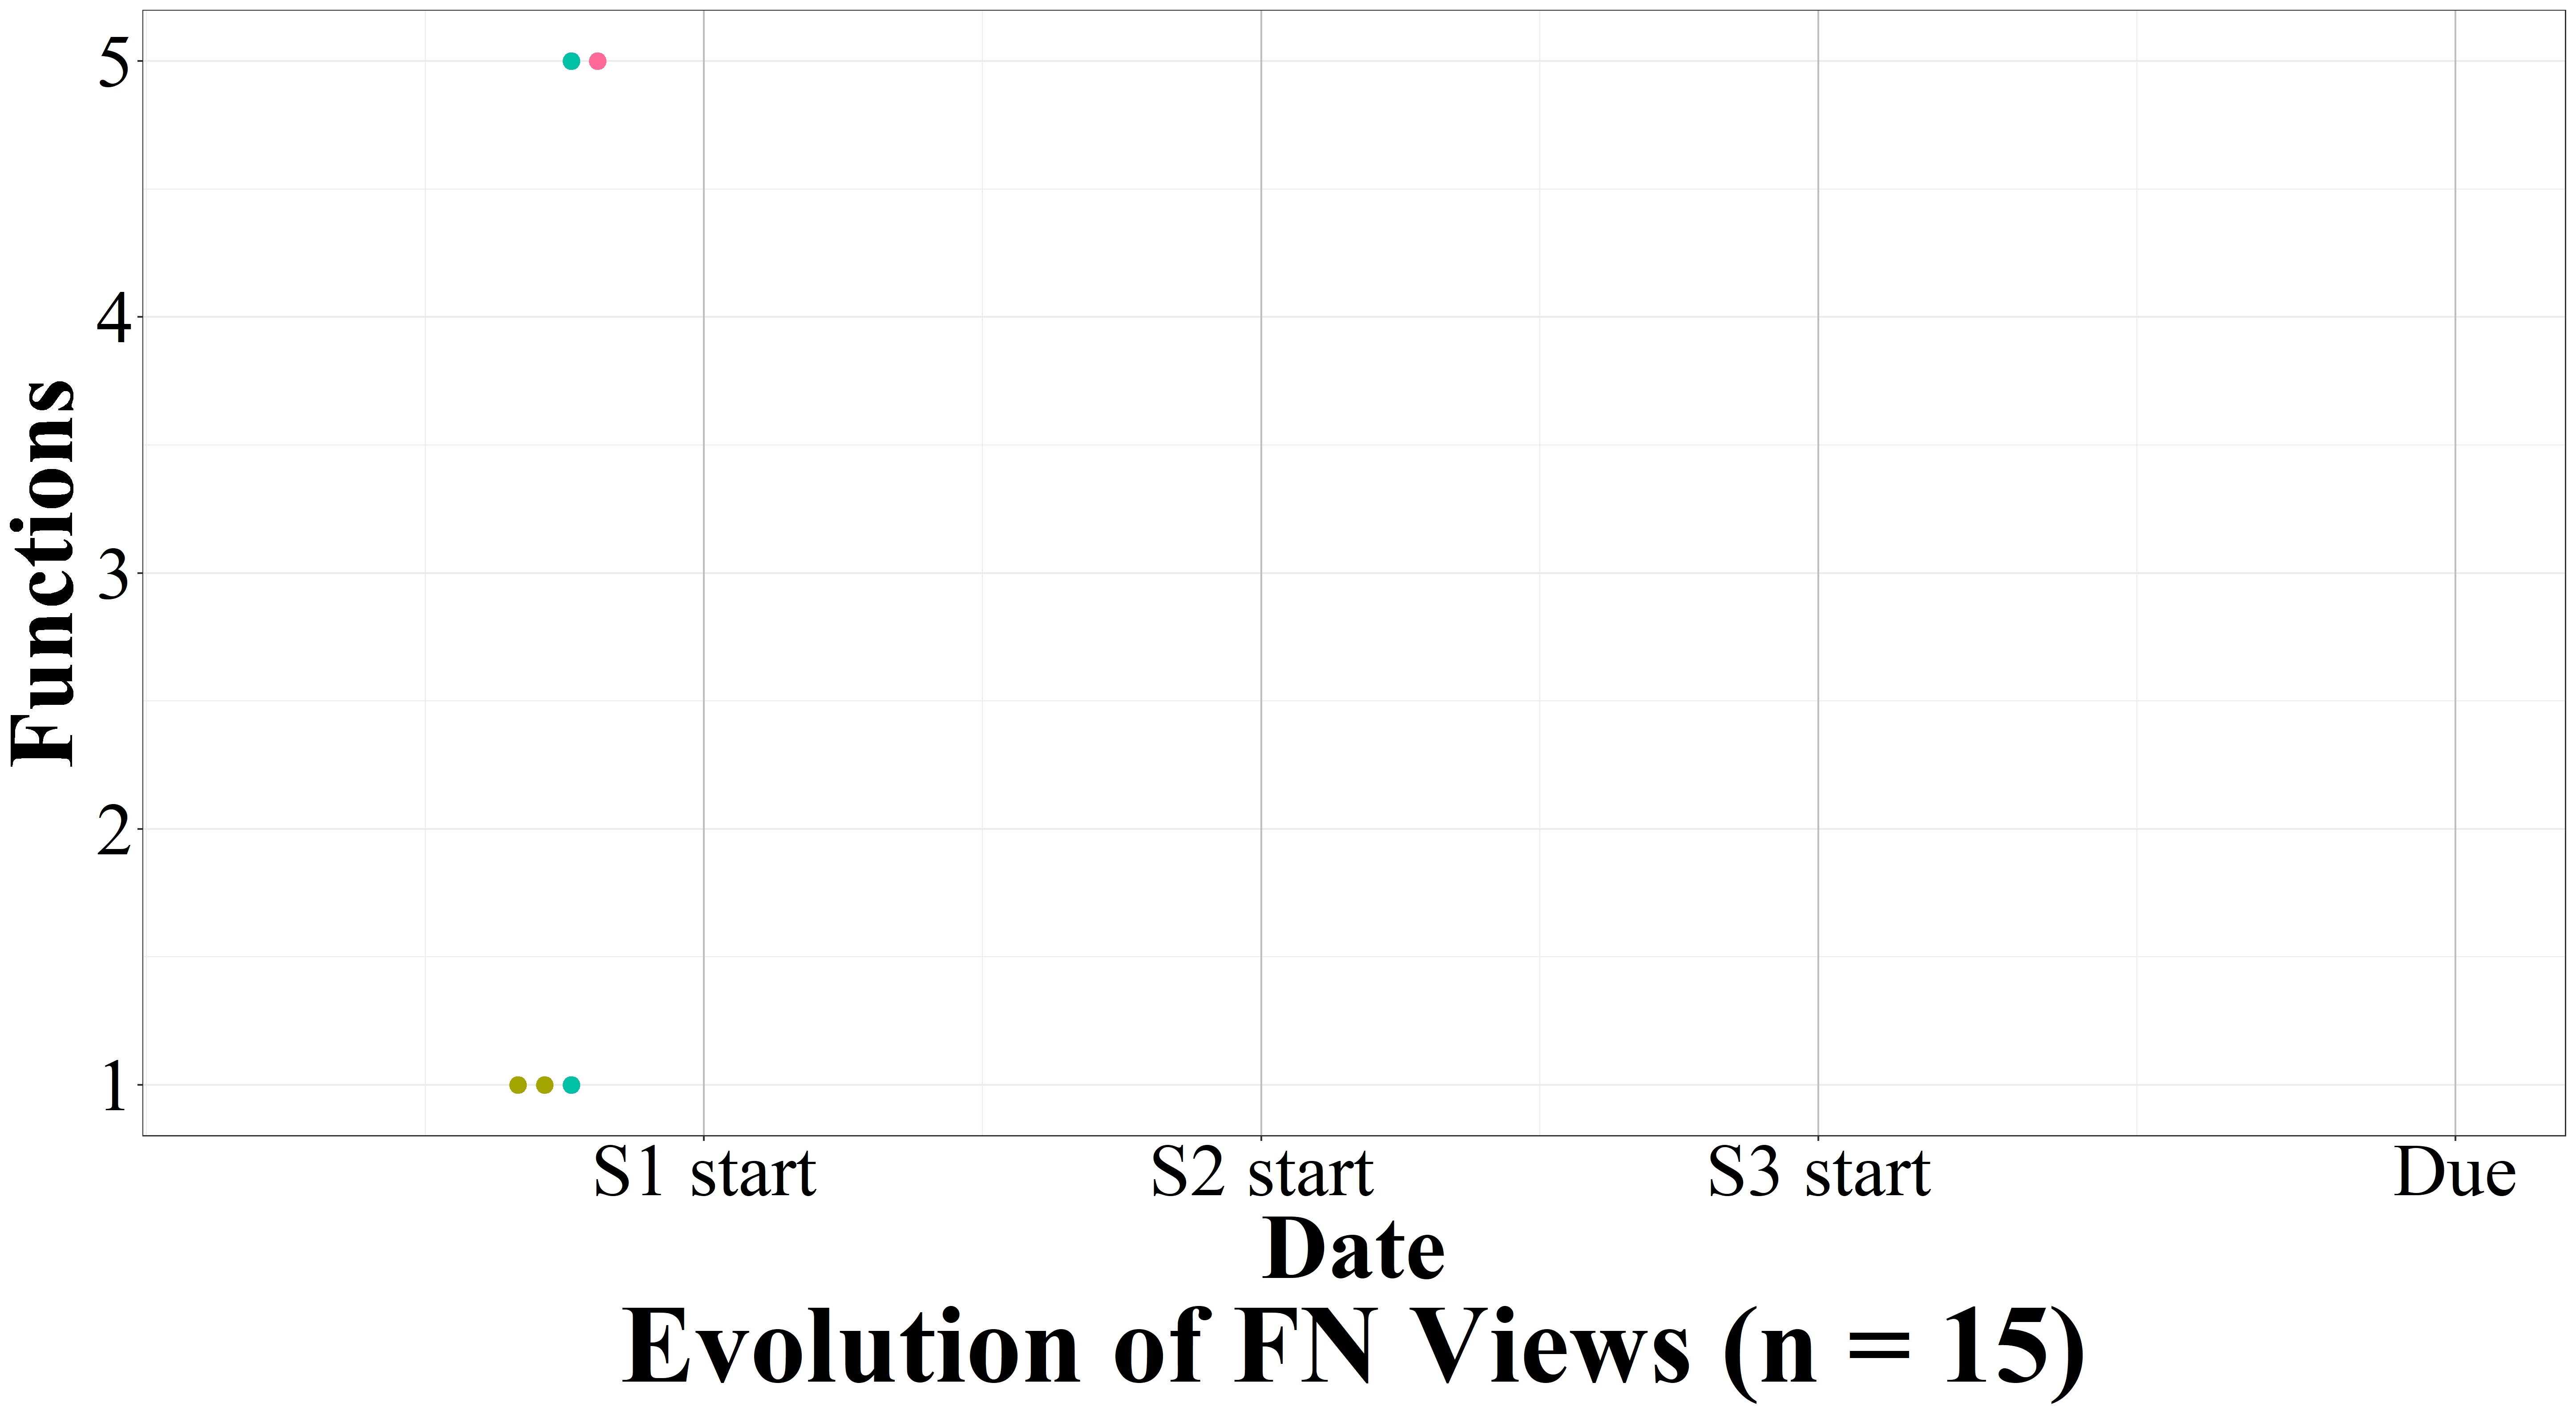 Functions
5
4
3
2
1
S1 start S2 start S3 start Due
Date
Evolution of FN Views (n = 15)